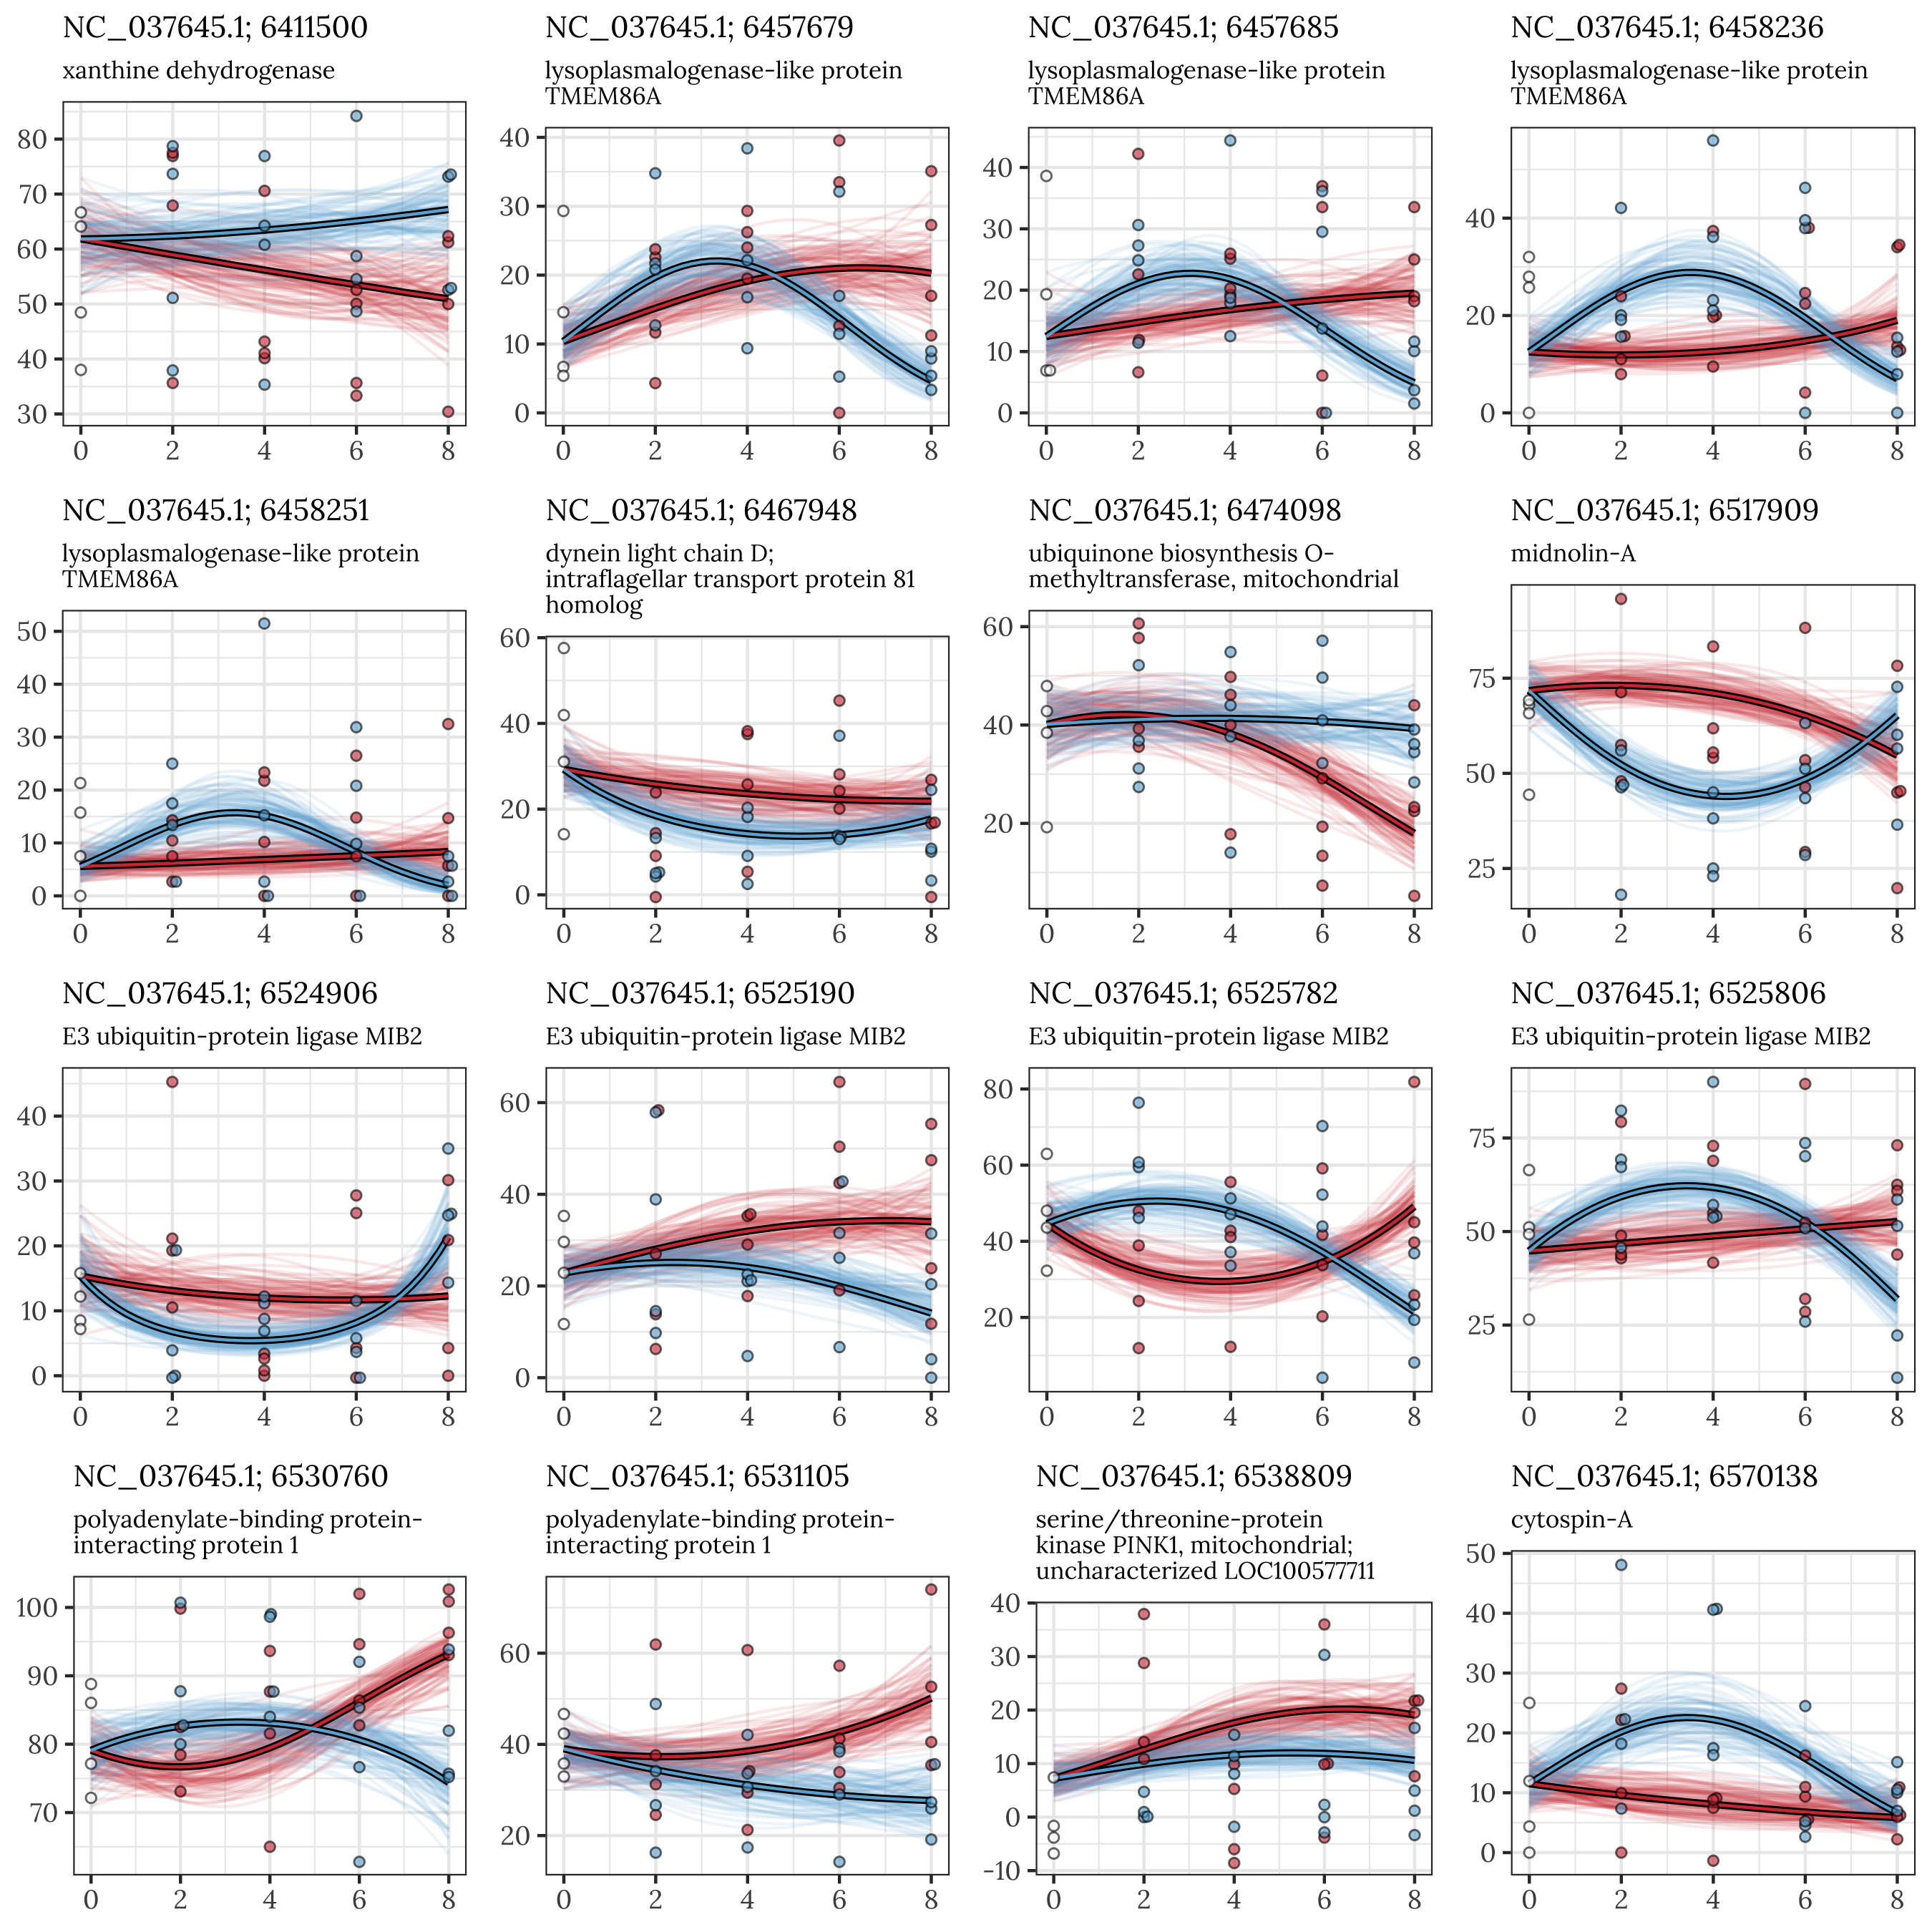 NC_037645.1; 6411500
xanthine dehydrogenase
80
70
60
50
40
30
0 2 4 6 8
NC_037645.1; 6457679
lysoplasmalogenase-like protein
TMEM86A
40
30
20
10
0
0 2 4 6 8
NC_037645.1; 6457685
lysoplasmalogenase-like protein
TMEM86A
40
30
20
10
0
0 2 4 6 8
NC_037645.1; 6458236
lysoplasmalogenase-like protein
TMEM86A
40
20
0
0 2 4 6 8
NC_037645.1; 6458251
lysoplasmalogenase-like protein
TMEM86A
50
40
30
20
10
0
0 2 4 6 8
NC_037645.1; 6467948
dynein light chain D;
intraflagellar transport protein 81
homolog
60
40
20
0
0 2 4 6 8
NC_037645.1; 6474098
ubiquinone biosynthesis O-
methyltransferase, mitochondrial
60
40
20
0 2 4 6 8
NC_037645.1; 6517909
midnolin-A
75
50
25
0 2 4 6 8
NC_037645.1; 6524906
E3 ubiquitin-protein ligase MIB2
40
30
20
10
0
0 2 4 6 8
NC_037645.1; 6525190
E3 ubiquitin-protein ligase MIB2
60
40
20
0
0 2 4 6 8
NC_037645.1; 6525782
E3 ubiquitin-protein ligase MIB2
80
60
40
20
0 2 4 6 8
NC_037645.1; 6525806
E3 ubiquitin-protein ligase MIB2
75
50
25
0 2 4 6 8
NC_037645.1; 6530760
polyadenylate-binding protein-
interacting protein 1
100
90
80
70
0 2 4 6 8
NC_037645.1; 6531105
polyadenylate-binding protein-
interacting protein 1
60
40
20
0 2 4 6 8
NC_037645.1; 6538809
serine/threonine-protein
kinase PINK1, mitochondrial;
uncharacterized LOC100577711
40
30
20
10
0
-10
0 2 4 6 8
NC_037645.1; 6570138
cytospin-A
50
40
30
20
10
0
0 2 4 6 8